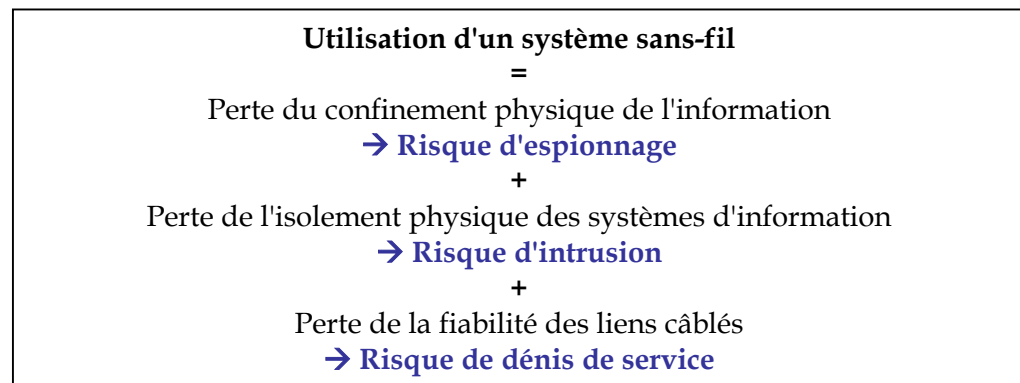 Utilisation d'un système sans-fil
=
Perte du confinement physique de l'information
→ Risque d'espionnage
+
Perte de l'isolement physique des systèmes d'information
→ Risque d'intrusion
+
Perte de la fiabilité des liens câblés
→ Risque de dénis de service